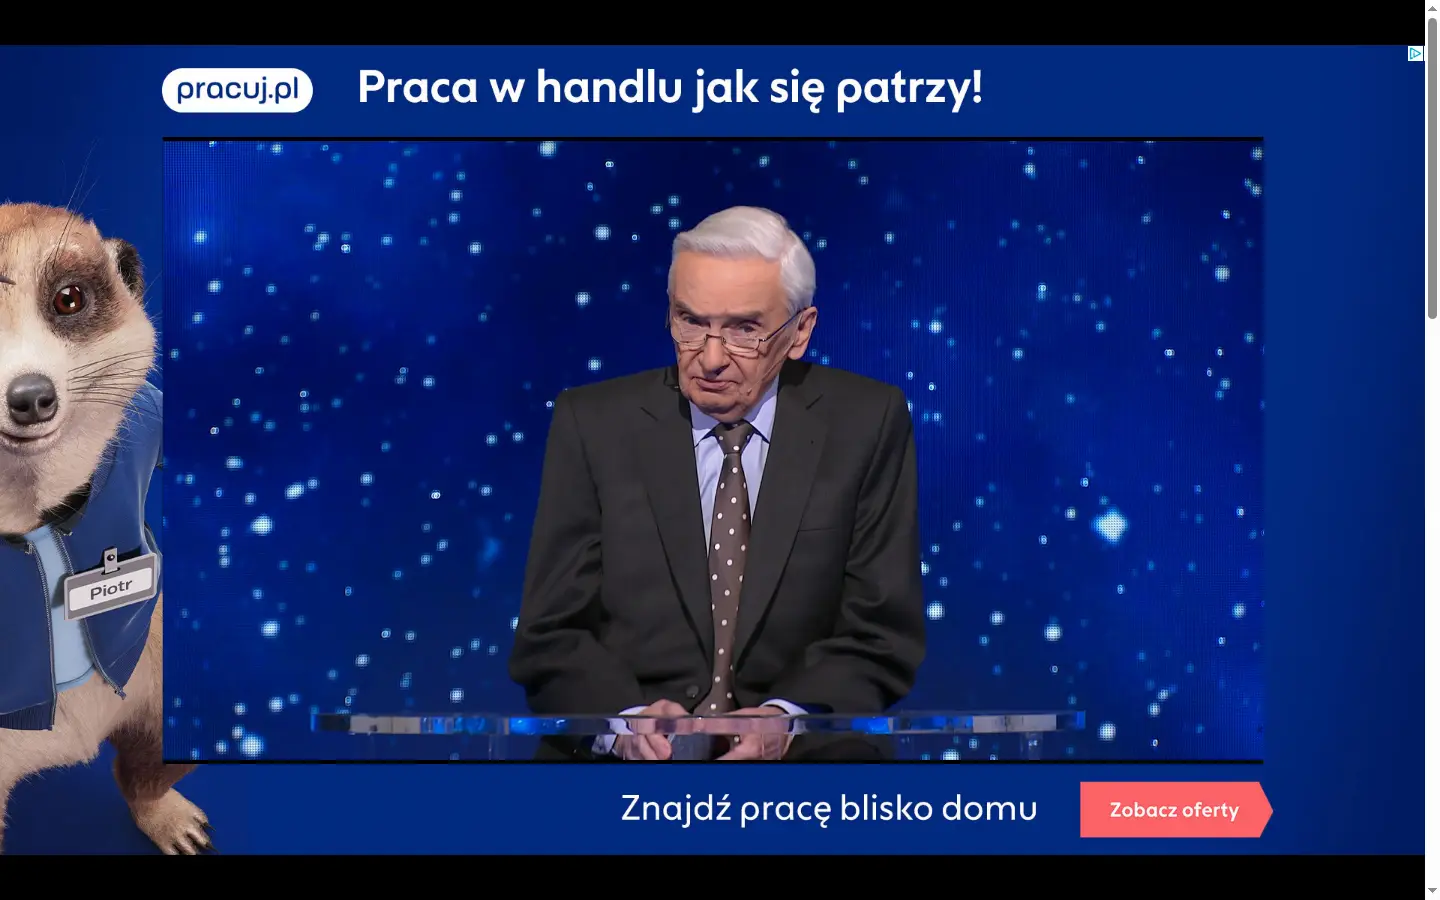 pracuj.pl
Praca w handlu jak się patrzy!
Piotr
Znajdź pracę blisko domu
Zobacz oferty